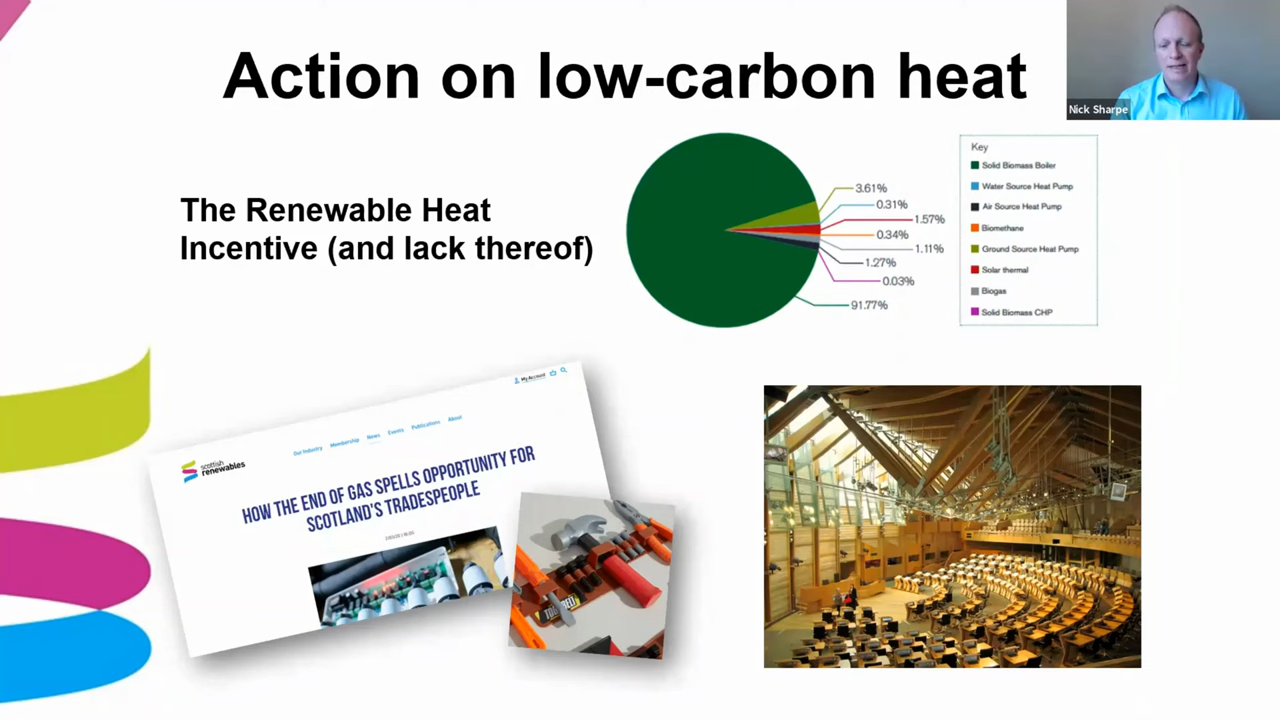 Action on low-carbon heat
Nick Sharpe
The Renewable Heat
Incentive (and lack thereof)
3.61%
0.31%
1.57%
0.34%
1.11%
1.27%
0.03%
91.77%
Key
Solid Biomass Boiler
Water Source Heat Pump
Air Source Heat Pump
Biomethane
Ground Source Heat Pump
Solar thermal
Biogas
Solid Biomass CHP
My Account
Our Industry Membership News Events Publications About
scottish
renewables
HOW THE END OF GAS SPELLS OPPORTUNITY FOR
SCOTLAND'S TRADESPEOPLE
BLOG